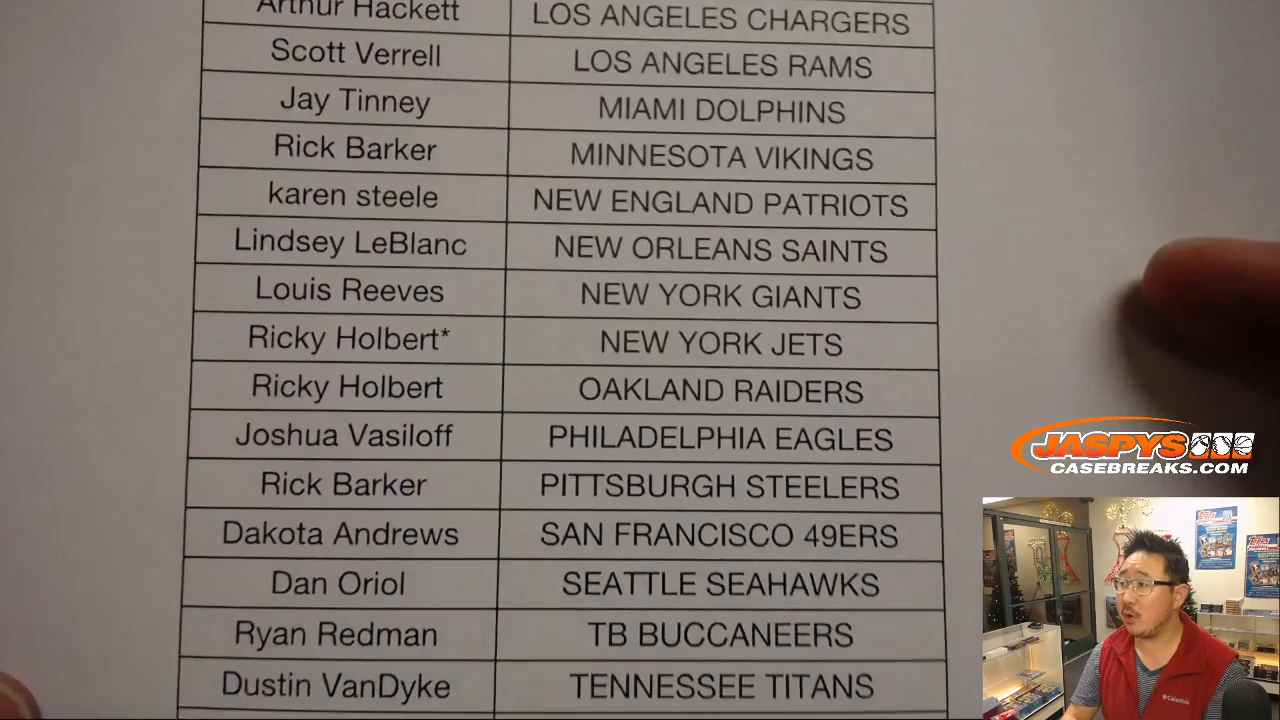 Arthur Hackett LOS ANGELES CHARGERS
Scott Verrell LOS ANGELES RAMS
Jay Tinney MIAMI DOLPHINS
Rick Barker MINNESOTA VIKINGS
karen steele NEW ENGLAND PATRIOTS
Lindsey LeBlanc NEW ORLEANS SAINTS
Louis Reeves NEW YORK GIANTS
Ricky Holbert* NEW YORK JETS
Ricky Holbert OAKLAND RAIDERS
Joshua Vasiloff PHILADELPHIA EAGLES
Rick Barker PITTSBURGH STEELERS
Dakota Andrews SAN FRANCISCO 49ERS
Dan Oriol SEATTLE SEAHAWKS
Ryan Redman TB BUCCANEERS
Dustin VanDyke TENNESSEE TITANS
JASPYS
CASEBREAKS.COM
Topps
Topps
Columbia